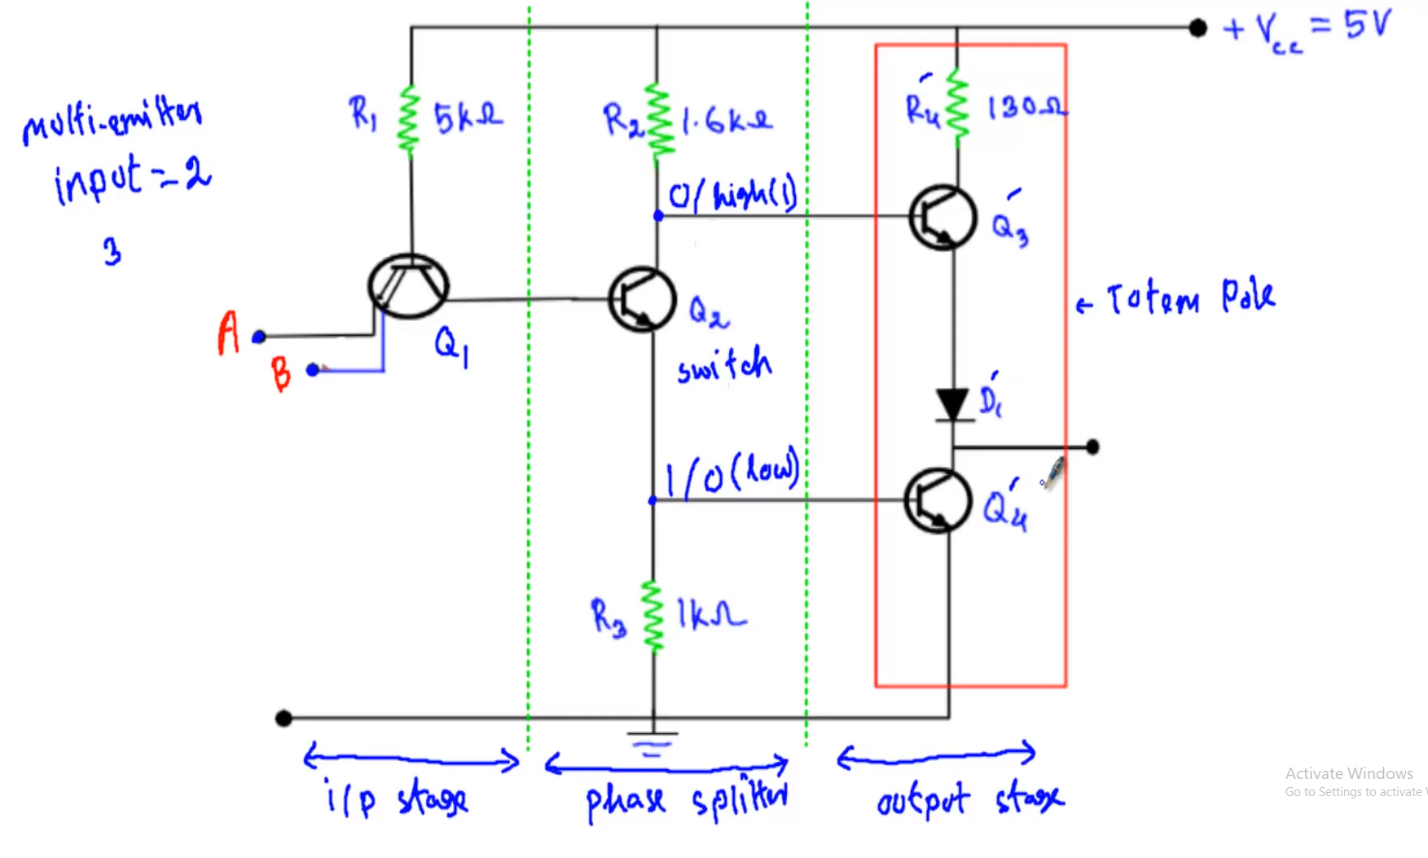 + Vcc = 5V
multi-emitter
input = 2
3
R1 5kΩ
R2 1.6kΩ
R4 130Ω
0/high(1)
Q3
A
B
Q1
Q2
switch
← Totem Pole
D1
1/0(low)
Q4
R3 1kΩ
i/p stage
phase splitter
output stage
Activate Windows
Go to Settings to activate